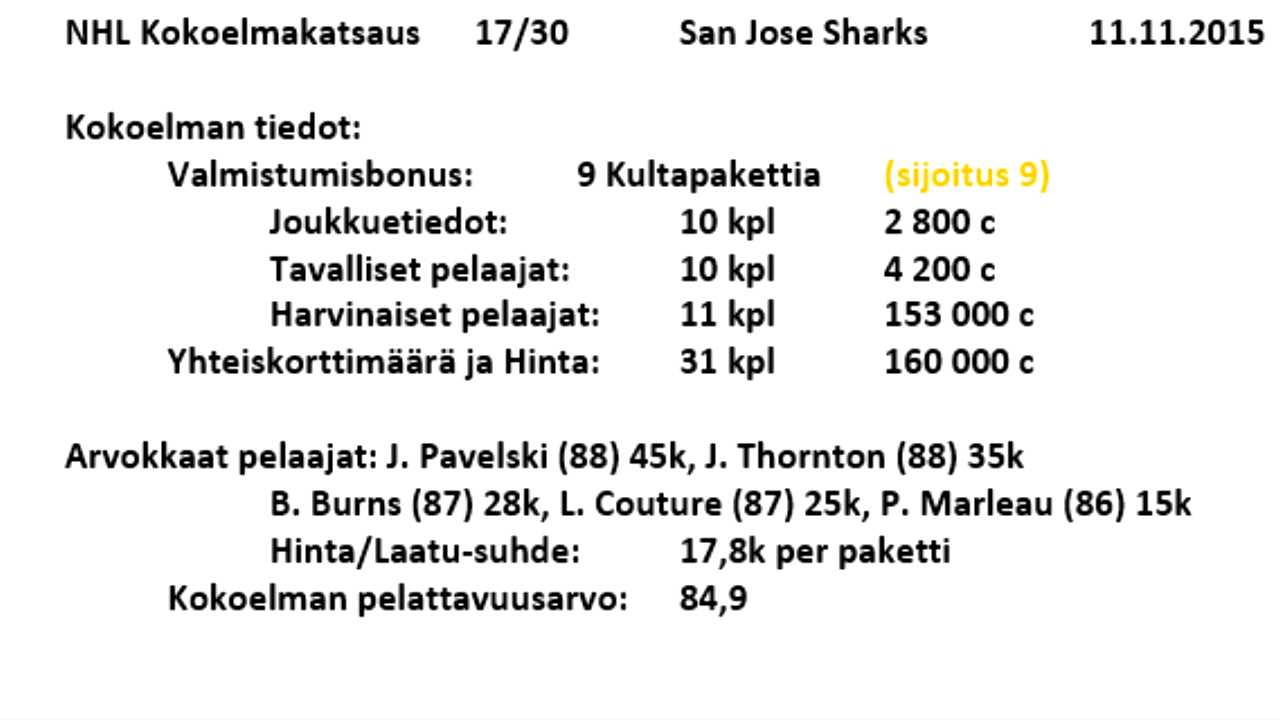 NHL Kokoelmakatsaus 17/30 San Jose Sharks 11.11.2015
Kokoelman tiedot:
Valmistumisbonus: 9 Kultapakettia (sijoitus 9)
Joukkuetiedot: 10 kpl 2 800 c
Tavalliset pelaajat: 10 kpl 4 200 c
Harvinaiset pelaajat: 11 kpl 153 000 c
Yhteiskorttimäärä ja Hinta: 31 kpl 160 000 c
Arvokkaat pelaajat: J. Pavelski (88) 45k, J. Thornton (88) 35k
B. Burns (87) 28k, L. Couture (87) 25k, P. Marleau (86) 15k
Hinta/Laatu-suhde: 17,8k per paketti
Kokoelman pelattavuusarvo: 84,9